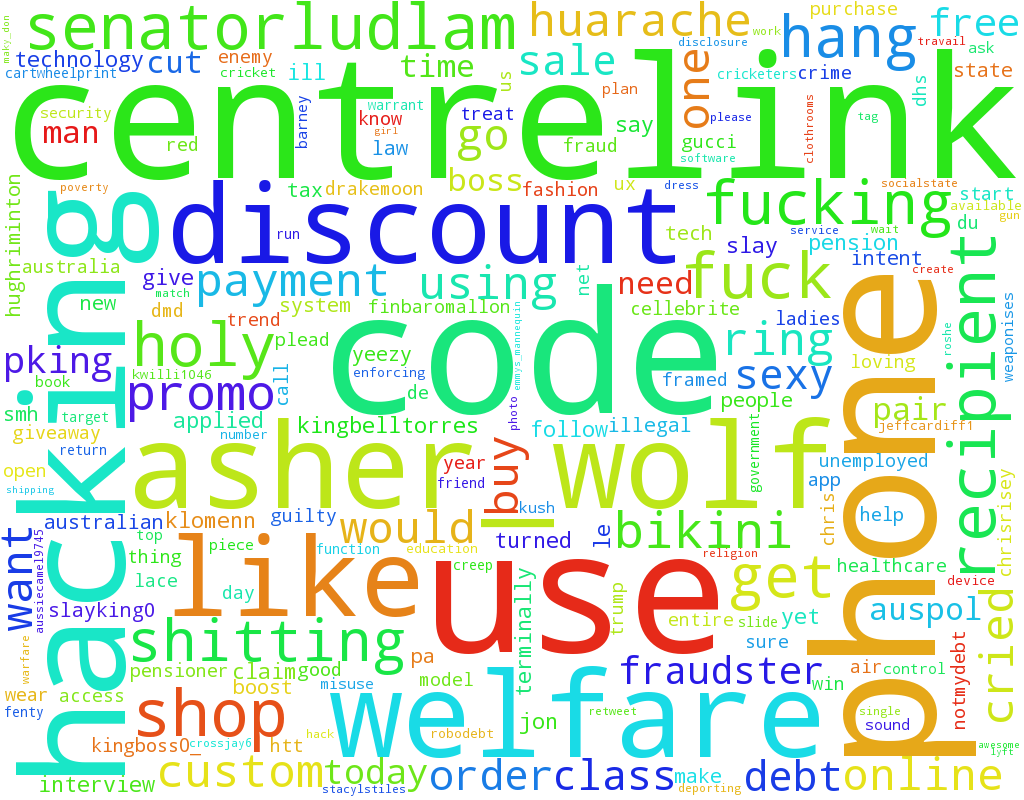 maky_don
senatorludlam
huarache
purchase
free
hang
technology
cut
enemy
disclosure
work
travail
ask
cartwheelprint
cricket
ill
time
us
sale
one
cricketers
crime
dhs
state
centrelink
security
man
red
barney
warrant
know
girl
law
treat
go
plan
say
fraud
gucci
please
software
clothrooms
tag
poverty
hacking
discount
tax
drakemoon
boss
fashion
ux
dress
fucking
socialstate
start
available
gun
hughriminton
run
tech
slay
service
wait
pension
du
australia
give
match
payment
using
net
need
fuck
intent
create
recipient
new
dmd
system
finbaromallon
cellebrite
ladies
phone
roshe
weaponises
trend
plead
holy
code
ring
pking
yeezy
book
kwilli1046
call
enforcing
emmys_mannequin
framed
sexy
loving
promo
de
photo
people
smh
target
applied
kingbelltorres
follow
illegal
pair
jeffcardiff1
giveaway
return
number
asher
wolf
year
friend
buy
government
unemployed
app
chrisrisey
open
shipping
want
australian
klomenn
guilty
would
kush
le
bikini
chris
help
aussiecame19745
top
piece
function
education
turned
thing
creep
religion
healthcare
lace
day
like
use
get
device
slayking0
terminally
trump
entire
slide
yet
auspol
cried
warfare
shitting
sure
pensioner
claim
good
pa
fraudster
air
control
notmydebt
wear
access
boost
misuse
model
win
fenty
shop
welfare
retweet
jon
single
sound
kingboss0_
crossjay6
htt
hack
robodebt
awesome
lyft
interview
custom
today
stacylstiles
order
class
make
deporting
debt
online